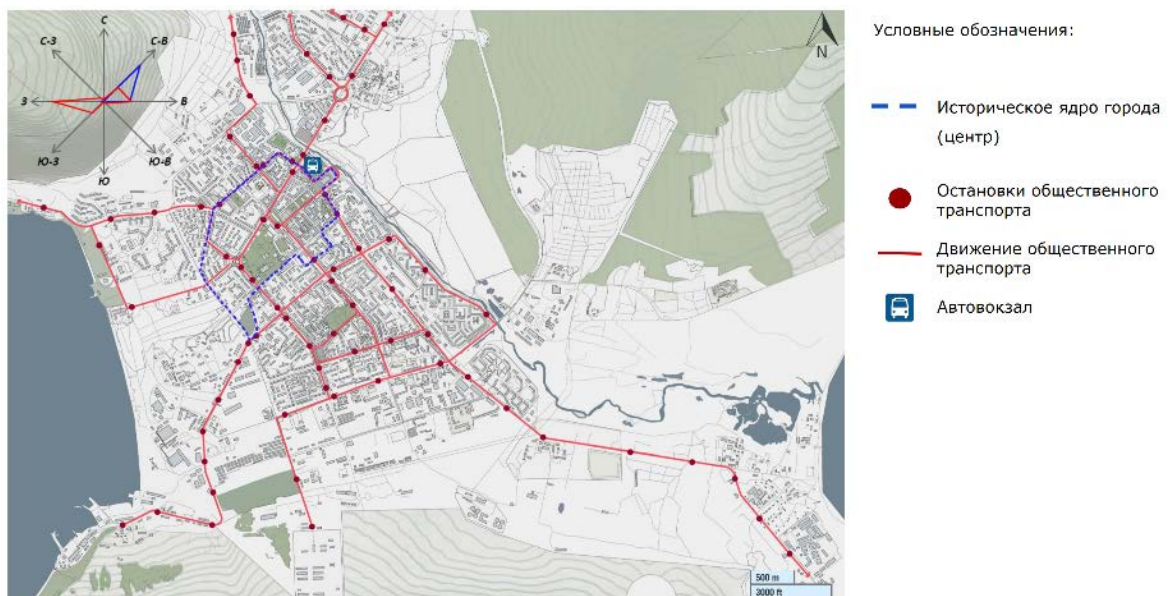 С
С-З
С-В
З
В
Ю-З
Ю-В
Ю
N
500 m
3000 ft
Условные обозначения:
Историческое ядро города
(центр)
Остановки общественного
транспорта
Движение общественного
транспорта
Автовокзал